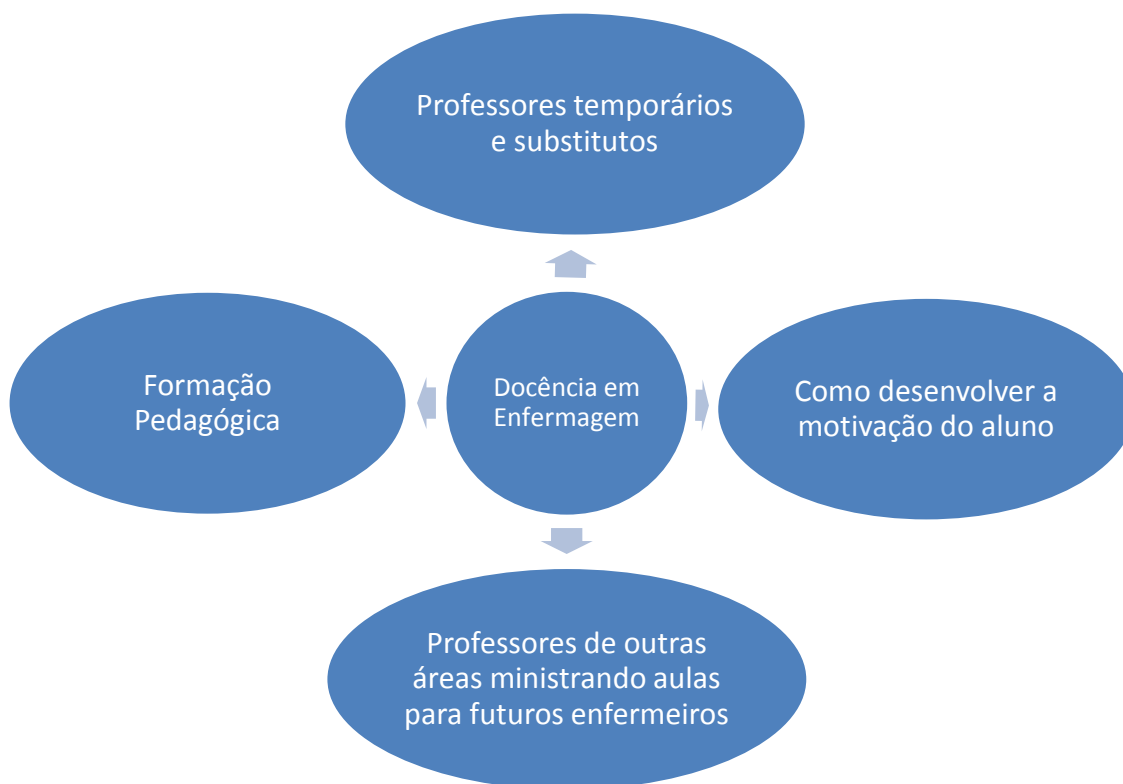 Professores temporários
e substitutos
Formação
Pedagógica
Docência em
Enfermagem
Como desenvolver a
motivação do aluno
Professores de outras
áreas ministrando aulas
para futuros enfermeiros